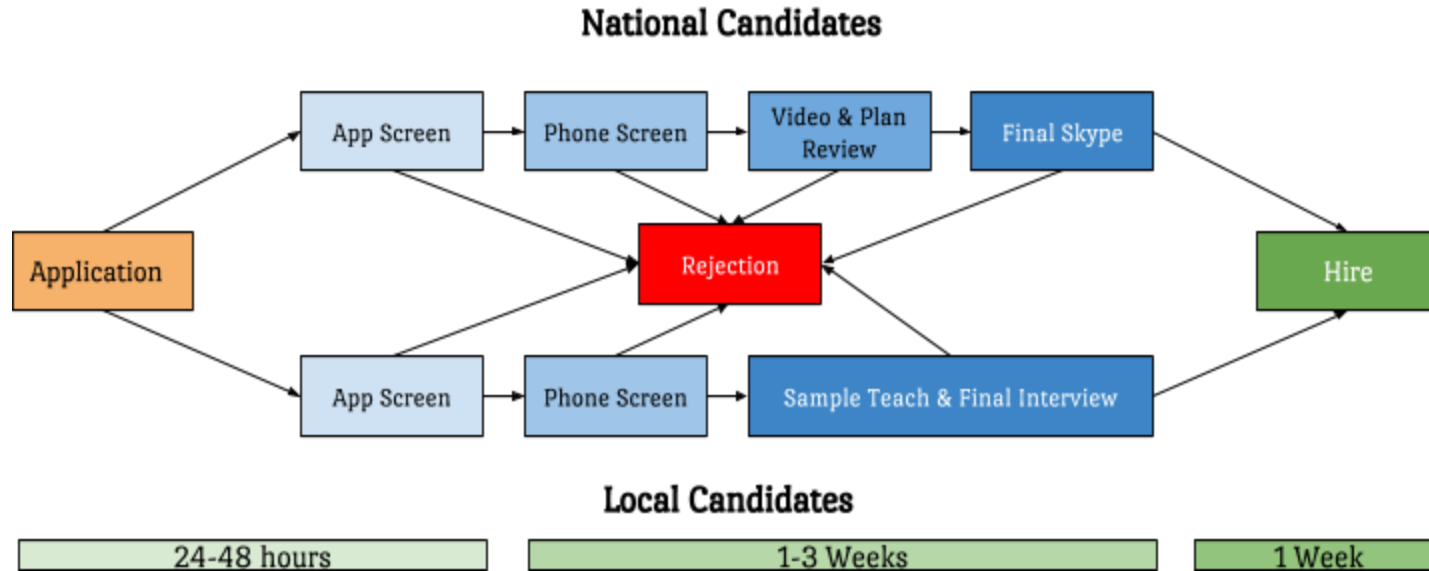 National Candidates
App Screen
Phone Screen
Video & Plan
Review
Final Skype
Application
Rejection
Hire
App Screen
Phone Screen
Sample Teach & Final Interview
Local Candidates
24-48 hours
1-3 Weeks
1 Week